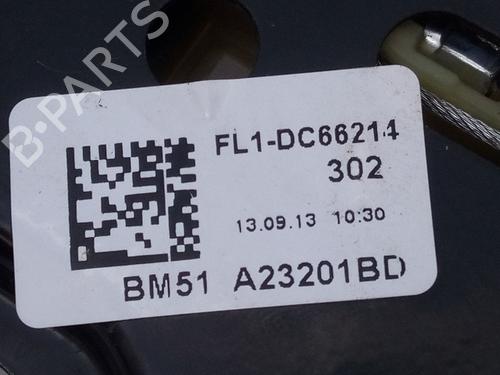 B-PARTS
FL1-DC66214
302
13.09.13 10:30
BM51 A23201BD